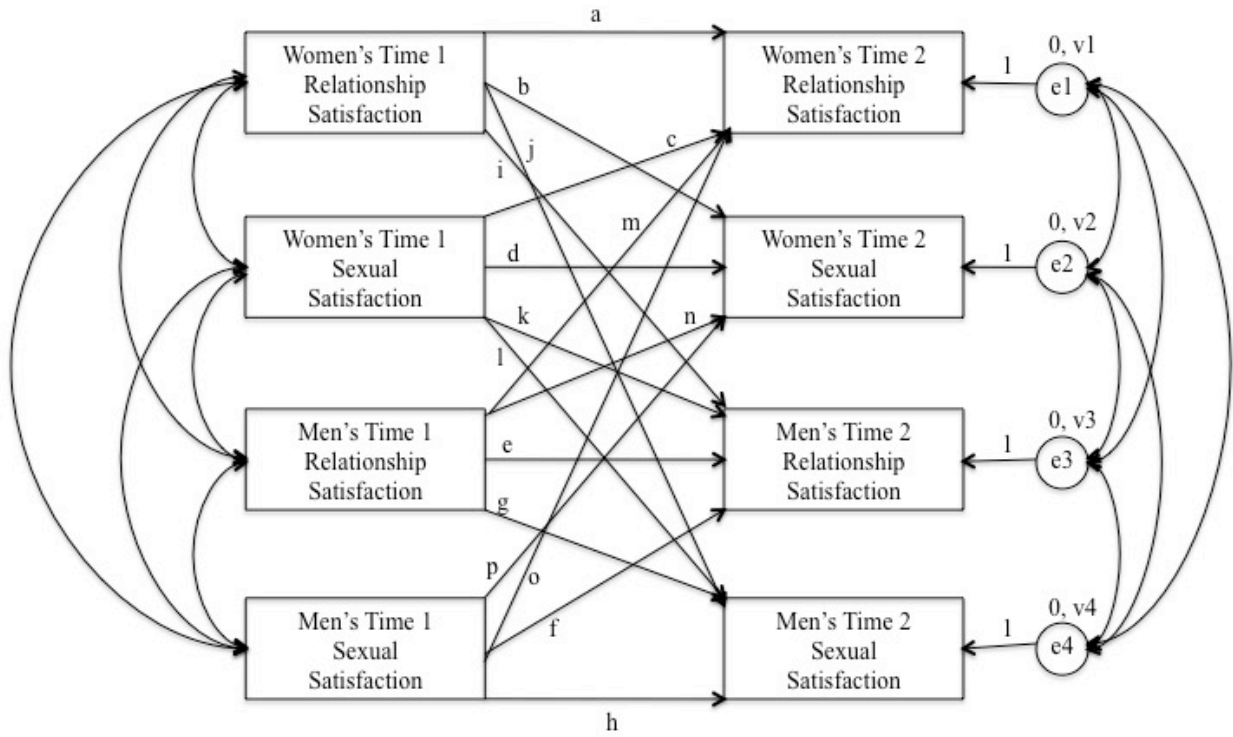 a
Women's Time 1
Relationship
Satisfaction
Women's Time 2
Relationship
Satisfaction
0, v1
1
e1
b
c
j
i
Women's Time 1
Sexual
Satisfaction
m
d
Women's Time 2
Sexual
Satisfaction
0, v2
1
e2
k
n
l
Men's Time 1
Relationship
Satisfaction
e
Men's Time 2
Relationship
Satisfaction
0, v3
1
e3
g
p
o
f
Men's Time 1
Sexual
Satisfaction
Men's Time 2
Sexual
Satisfaction
0, v4
1
e4
h